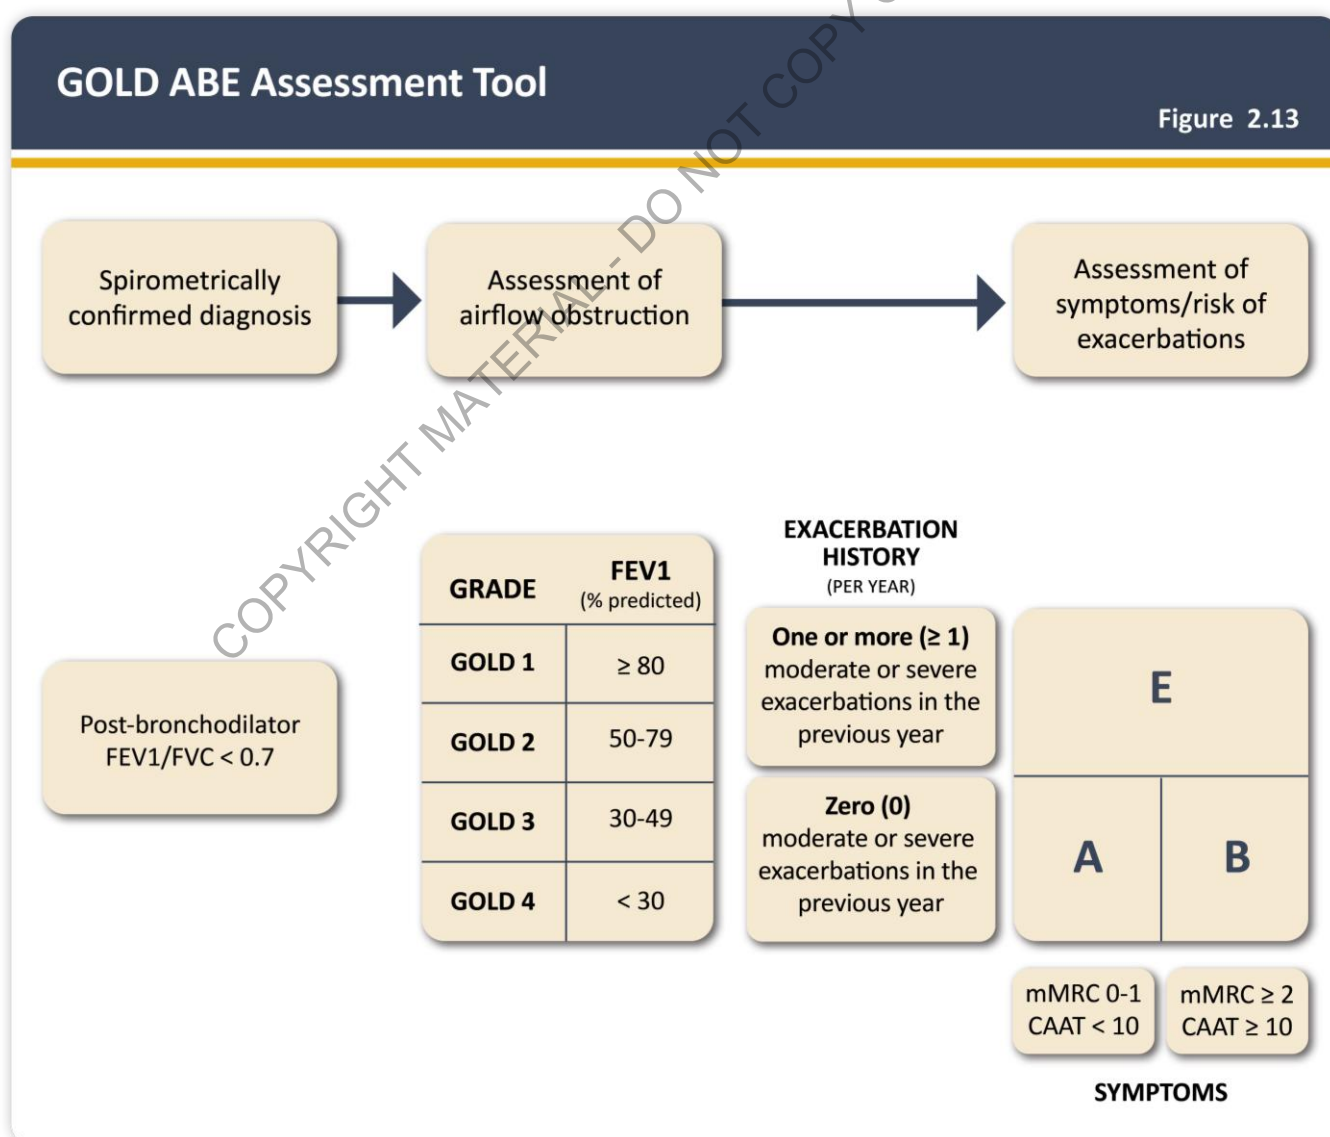 GOLD ABE Assessment Tool
Figure 2.13
Spirometrically
confirmed diagnosis
Assessment of
airflow obstruction
Assessment of
symptoms/risk of
exacerbations
COPYRIGHT MATERIAL - DO NOT COPY
Post-bronchodilator
FEV1/FVC < 0.7
GRADE FEV1
(% predicted)
GOLD 1 ≥ 80
GOLD 2 50-79
GOLD 3 30-49
GOLD 4 < 30
EXACERBATION
HISTORY
(PER YEAR)
One or more (≥ 1)
moderate or severe
exacerbations in the
previous year
Zero (0)
moderate or severe
exacerbations in the
previous year
E
A B
mMRC 0-1
CAAT < 10
mMRC ≥ 2
CAAT ≥ 10
SYMPTOMS